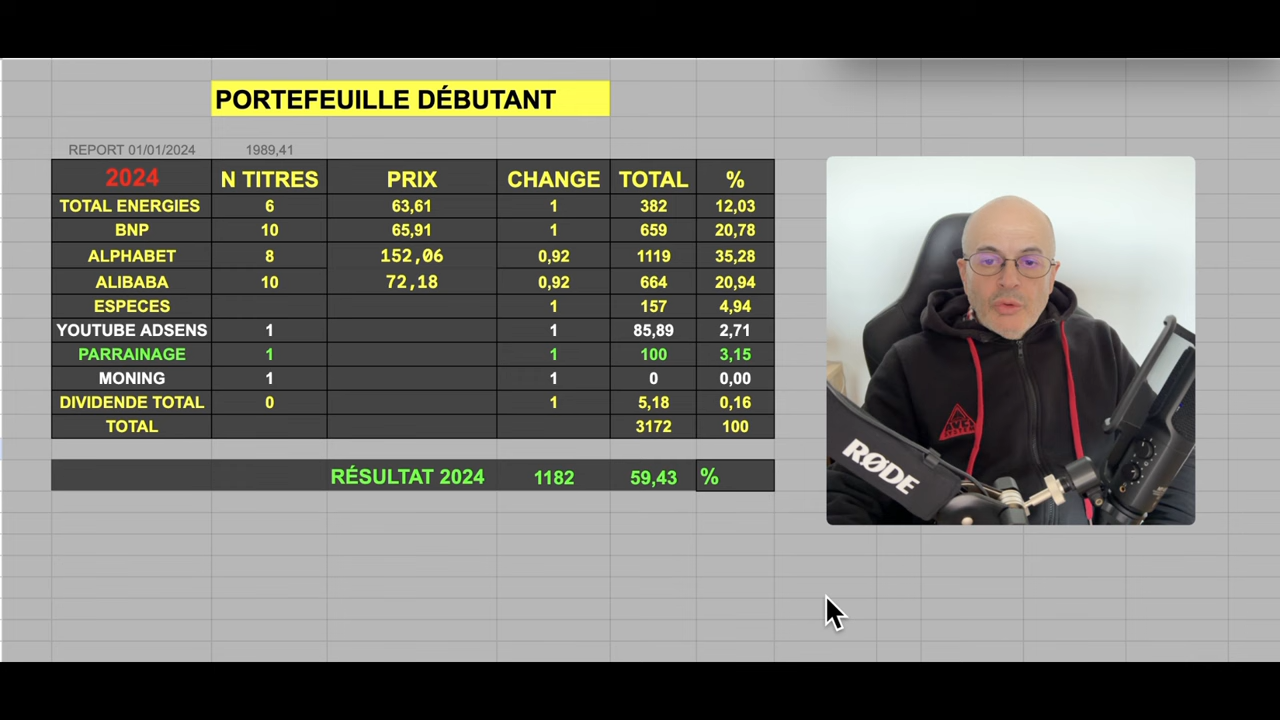 PORTEFEUILLE DÉBUTANT
REPORT 01/01/2024 1989,41
2024 N TITRES PRIX CHANGE TOTAL %
TOTAL ENERGIES 6 63,61 1 382 12,03
BNP 10 65,91 1 659 20,78
ALPHABET 8 152,06 0,92 1119 35,28
ALIBABA 10 72,18 0,92 664 20,94
ESPECES 1 157 4,94
YOUTUBE ADSENS 1 1 85,89 2,71
PARRAINAGE 1 1 100 3,15
MONING 1 1 0 0,00
DIVIDENDE TOTAL 0 1 5,18 0,16
TOTAL 3172 100
RÉSULTAT 2024 1182 59,43 %
RØDE